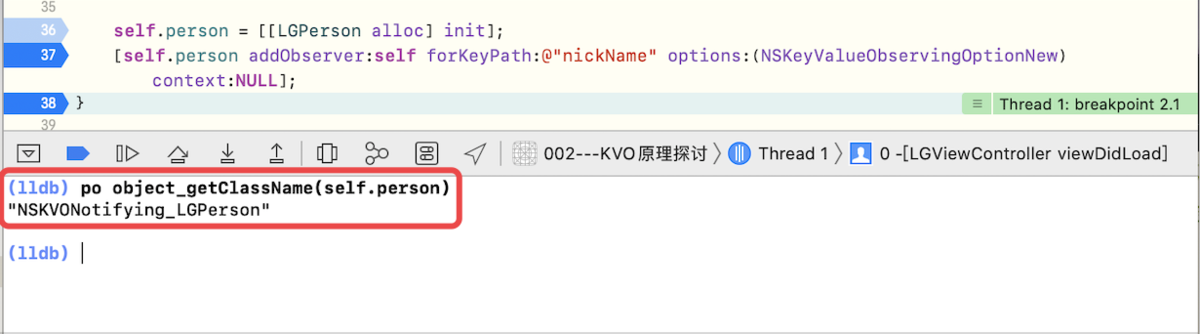 35
36 self.person = [[LGPerson alloc] init];
37 [self.person addObserver:self forKeyPath:@"nickName" options:(NSKeyValueObservingOptionNew)
context:NULL];
38 } Thread 1: breakpoint 2.1
39
002---KVO原理探讨 〉 Thread 1 〉 0 -[LGViewController viewDidLoad]
(lldb) po object_getClassName(self.person)
"NSKVONotifying_LGPerson"
(lldb)